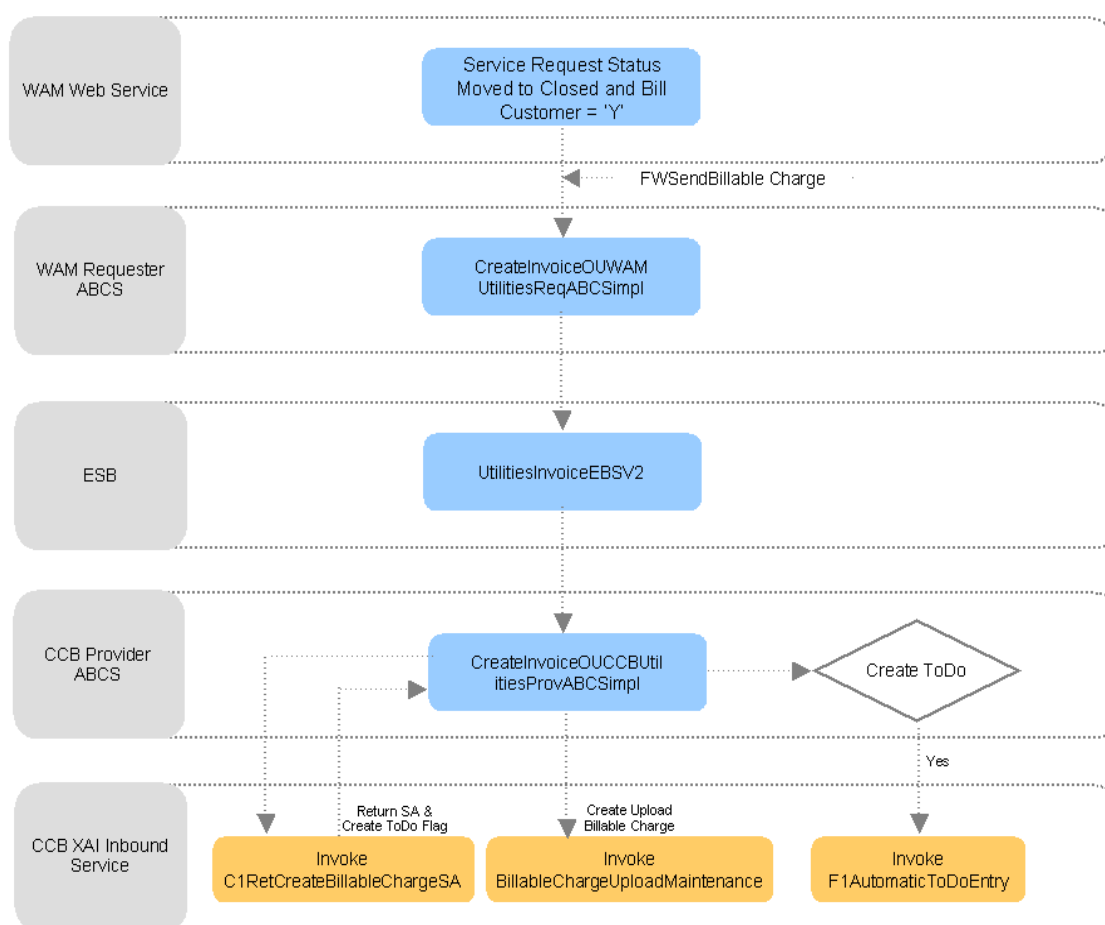 WAM Web Service
Service Request Status
Moved to Closed and Bill
Customer = 'Y'
FWSendBillable Charge
WAM Requester
ABCS
CreateInvoiceOUWAM
UtilitiesReqABCSimpl
ESB
UtilitiesInvoiceEBSV2
CCB Provider
ABCS
CreateInvoiceOUCCBUtil
itiesProvABCSimpl
Create ToDo
Yes
Return SA &
Create ToDo Flag
Create Upload
Billable Charge
CCB XAI Inbound
Service
Invoke
C1RetCreateBillableChargeSA
Invoke
BillableChargeUploadMaintenance
Invoke
F1AutomaticToDoEntry